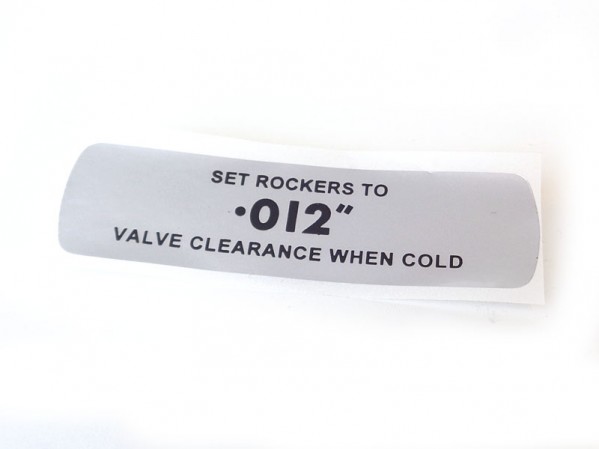 SET ROCKERS TO
·012"
VALVE CLEARANCE WHEN COLD